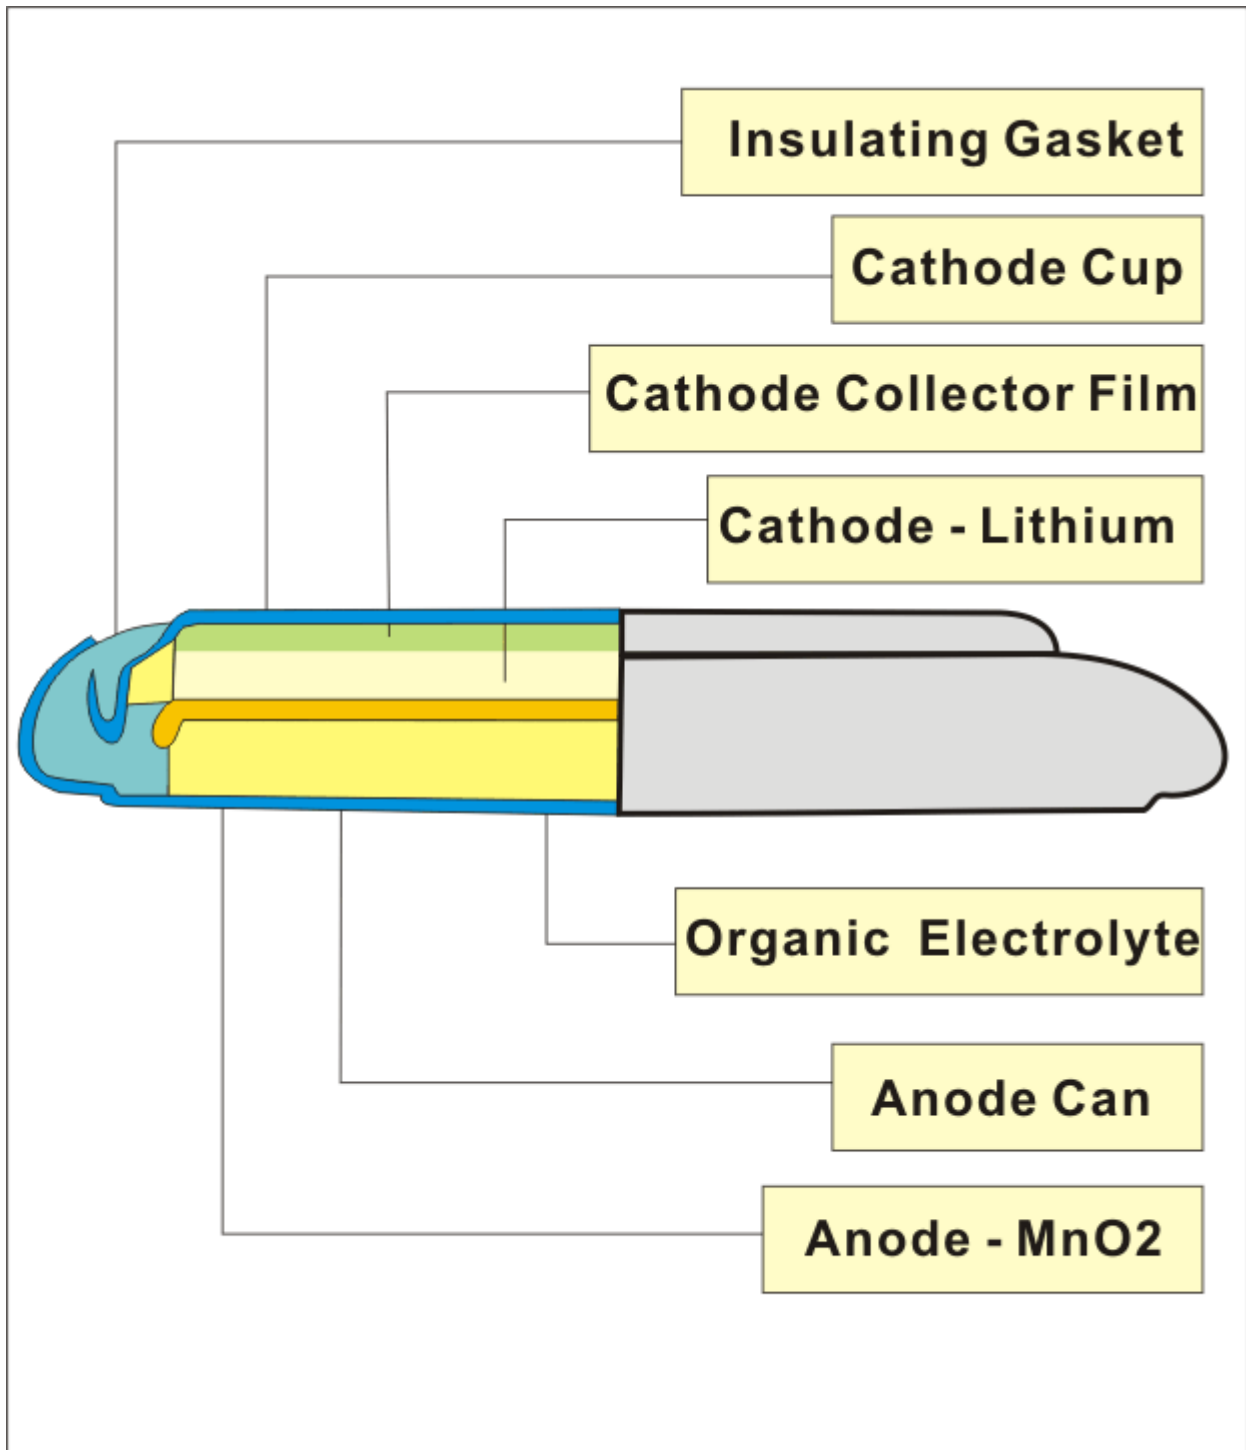 Insulating Gasket
Cathode Cup
Cathode Collector Film
Cathode - Lithium
Organic Electrolyte
Anode Can
Anode - MnO2